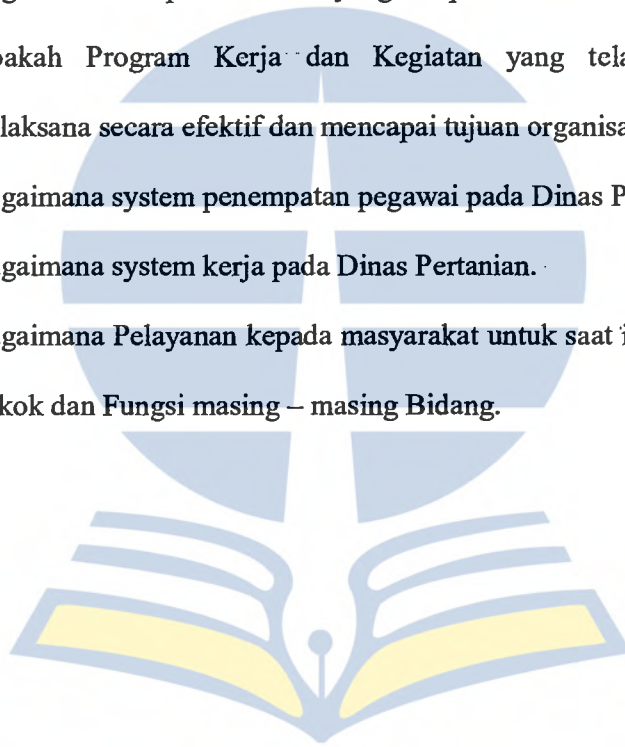 pakah Program Kerja dan Kegiatan yang tela
laksana secara efektif dan mencapai tujuan organisa
gaimana system penempatan pegawai pada Dinas P
gaimana system kerja pada Dinas Pertanian.
gaimana Pelayanan kepada masyarakat untuk saat i
kok dan Fungsi masing – masing Bidang.